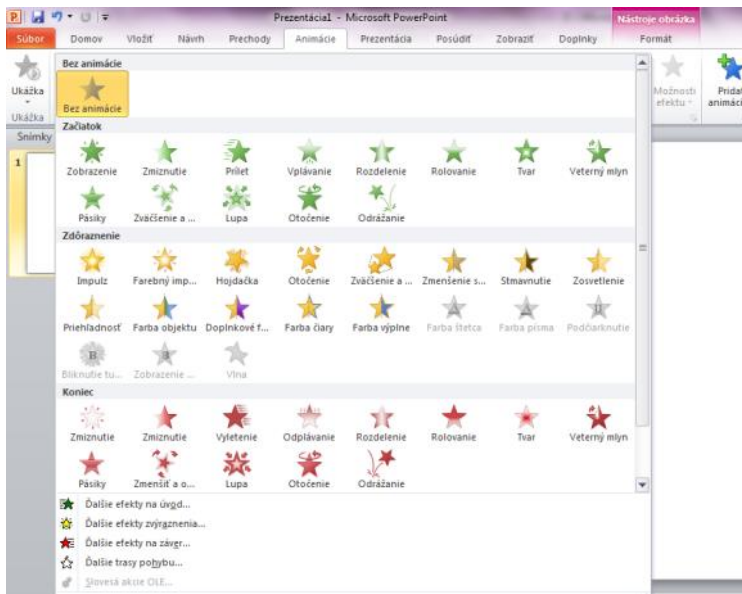 Prezentácia1 - Microsoft PowerPoint
Nástroje obrázka
Súbor Domov Vložiť Návrh Prechody Animácie Prezentácia Posúdiť Zobraziť Doplnky Formát
Ukážka
Ukážka
Možnosti efektu
Pridať animáci
Snímky
1
Bez animácie
Bez animácie
Začiatok
Zobrazenie Zmiznutie Prílet Vplávanie Rozdelenie Rolovanie Tvar Veterný mlyn
Pásiky Zväčšenie a ... Lupa Otočenie Odrážanie
Zdôraznenie
Impulz Farebný imp... Hojdačka Otočenie Zväčšenie a ... Zmenšenie s... Stmavnutie Zosvetlenie
Priehľadnosť Farba objektu Doplnkové f... Farba čiary Farba výplne Farba štetca Farba písma Podčiarknutie
Bliknutie tu... Zobrazenie ... Vlna
Koniec
Zmiznutie Zmiznutie Vyletenie Odplávanie Rozdelenie Rolovanie Tvar Veterný mlyn
Pásiky Zmenšiť a o... Lupa Otočenie Odrážanie
Ďalšie efekty na úvod...
Ďalšie efekty zvýraznenia...
Ďalšie efekty na záver...
Ďalšie trasy pohybu...
Slovesá akcie OLE...